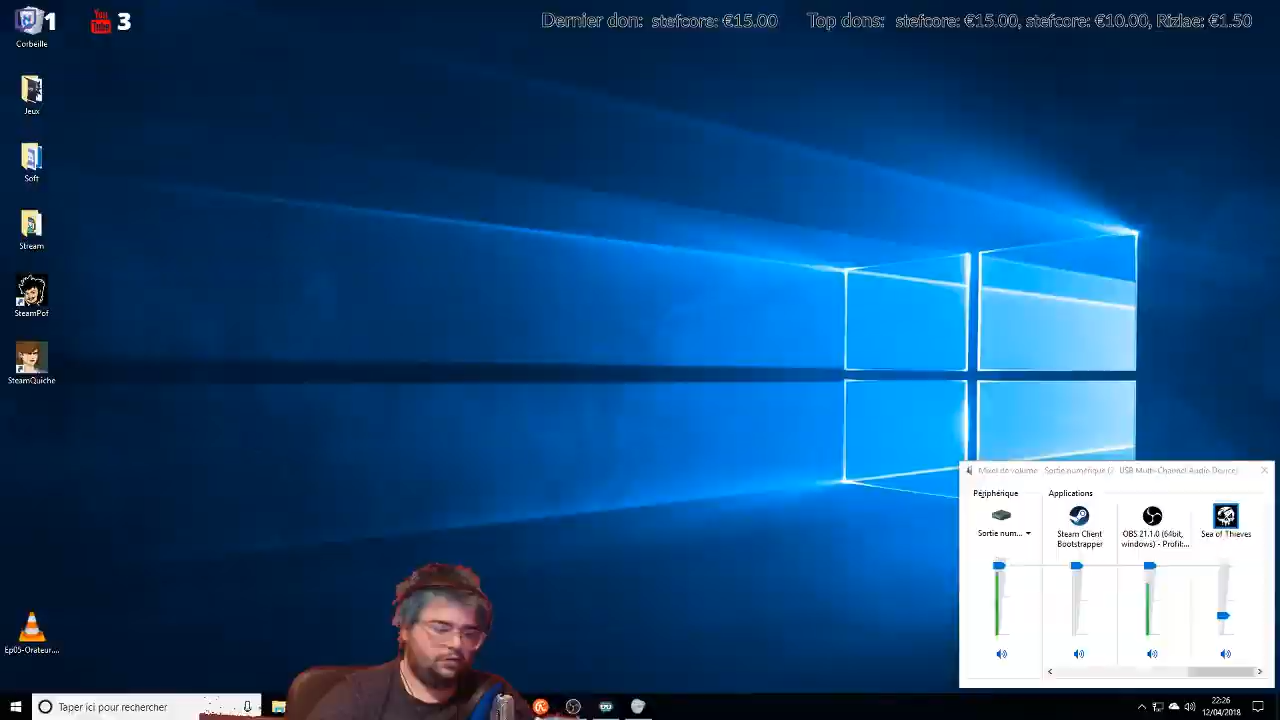 1
You Tube 3
Dernier don: stefcore: €15.00
Top dons: stefcore: €15.00, stefcore: €10.00, Rizlae: €1.50
Corbeille
Jeux
Soft
Stream
SteamPof
SteamQuiche
Ep05-Orateur....
Mixeur de volume - Sortie numérique (2- USB Multi-Channel Audio Device)
Périphérique
Applications
Sortie num...
Steam Client
Bootstrapper
OBS 21.1.0 (64bit,
windows) - Profil:...
Sea of Thieves
Taper ici pour rechercher
22:26
12/04/2018